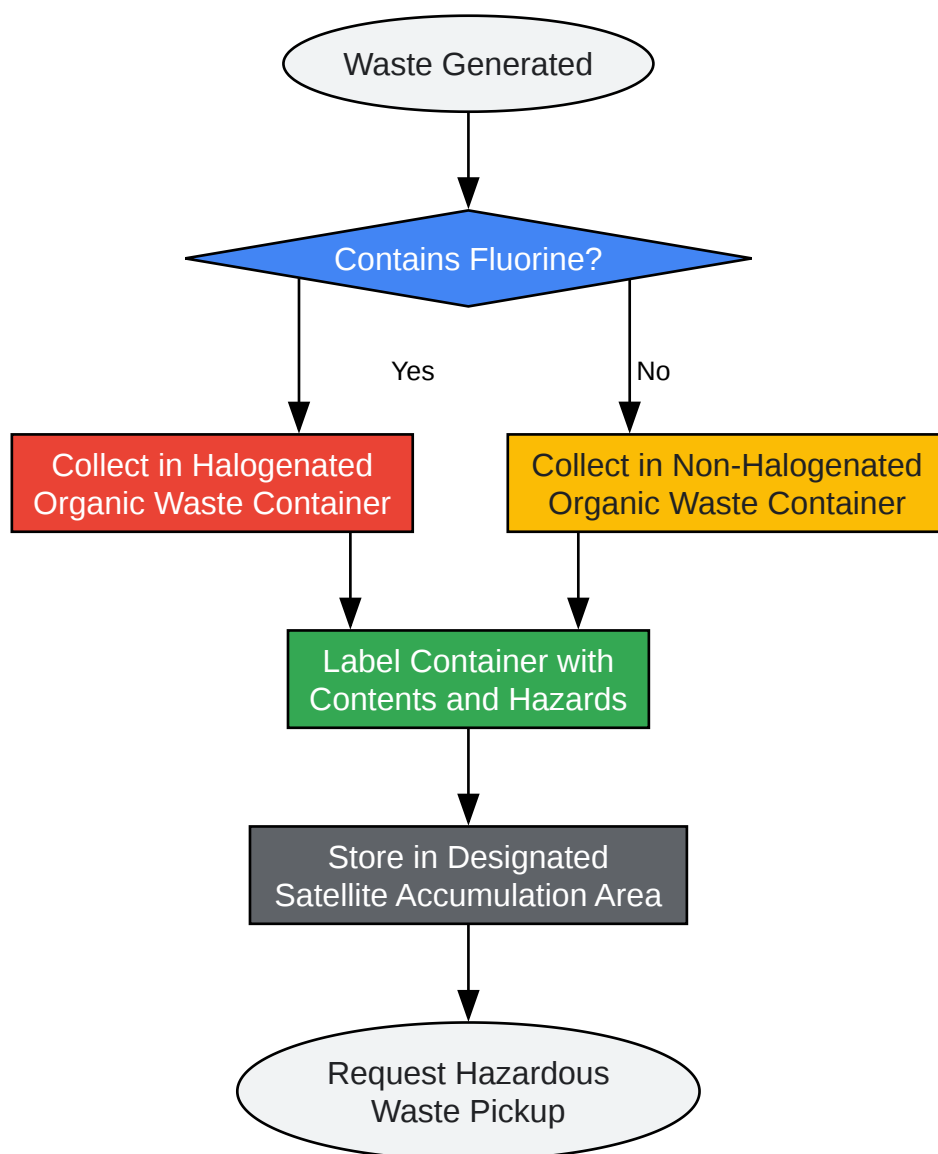 Waste Generated
Contains Fluorine?
Yes
No
Collect in Halogenated
Organic Waste Container
Collect in Non-Halogenated
Organic Waste Container
Label Container with
Contents and Hazards
Store in Designated
Satellite Accumulation Area
Request Hazardous
Waste Pickup